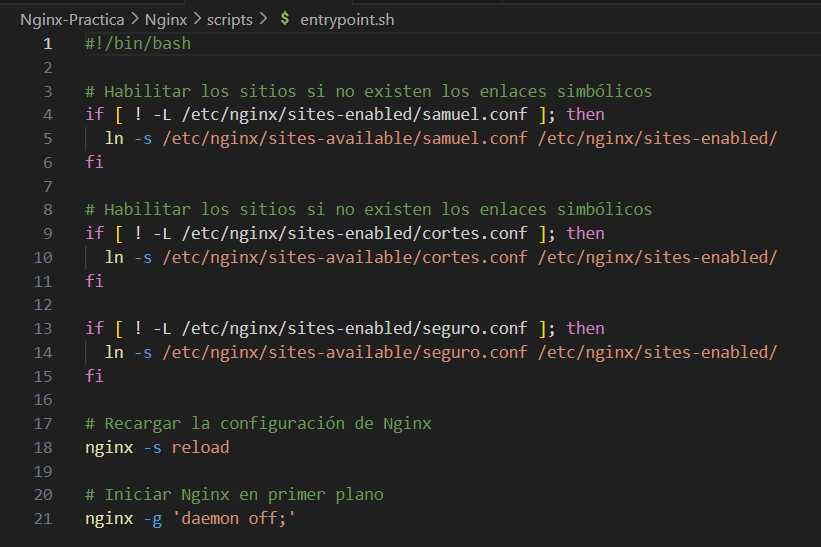 Nginx-Practica > Nginx > scripts > $ entrypoint.sh
1 #!/bin/bash
2
3 # Habilitar los sitios si no existen los enlaces simbólicos
4 if [ ! -L /etc/nginx/sites-enabled/samuel.conf ]; then
5 ln -s /etc/nginx/sites-available/samuel.conf /etc/nginx/sites-enabled/
6 fi
7
8 # Habilitar los sitios si no existen los enlaces simbólicos
9 if [ ! -L /etc/nginx/sites-enabled/cortes.conf ]; then
10 ln -s /etc/nginx/sites-available/cortes.conf /etc/nginx/sites-enabled/
11 fi
12
13 if [ ! -L /etc/nginx/sites-enabled/seguro.conf ]; then
14 ln -s /etc/nginx/sites-available/seguro.conf /etc/nginx/sites-enabled/
15 fi
16
17 # Recargar la configuración de Nginx
18 nginx -s reload
19
20 # Iniciar Nginx en primer plano
21 nginx -g 'daemon off;'